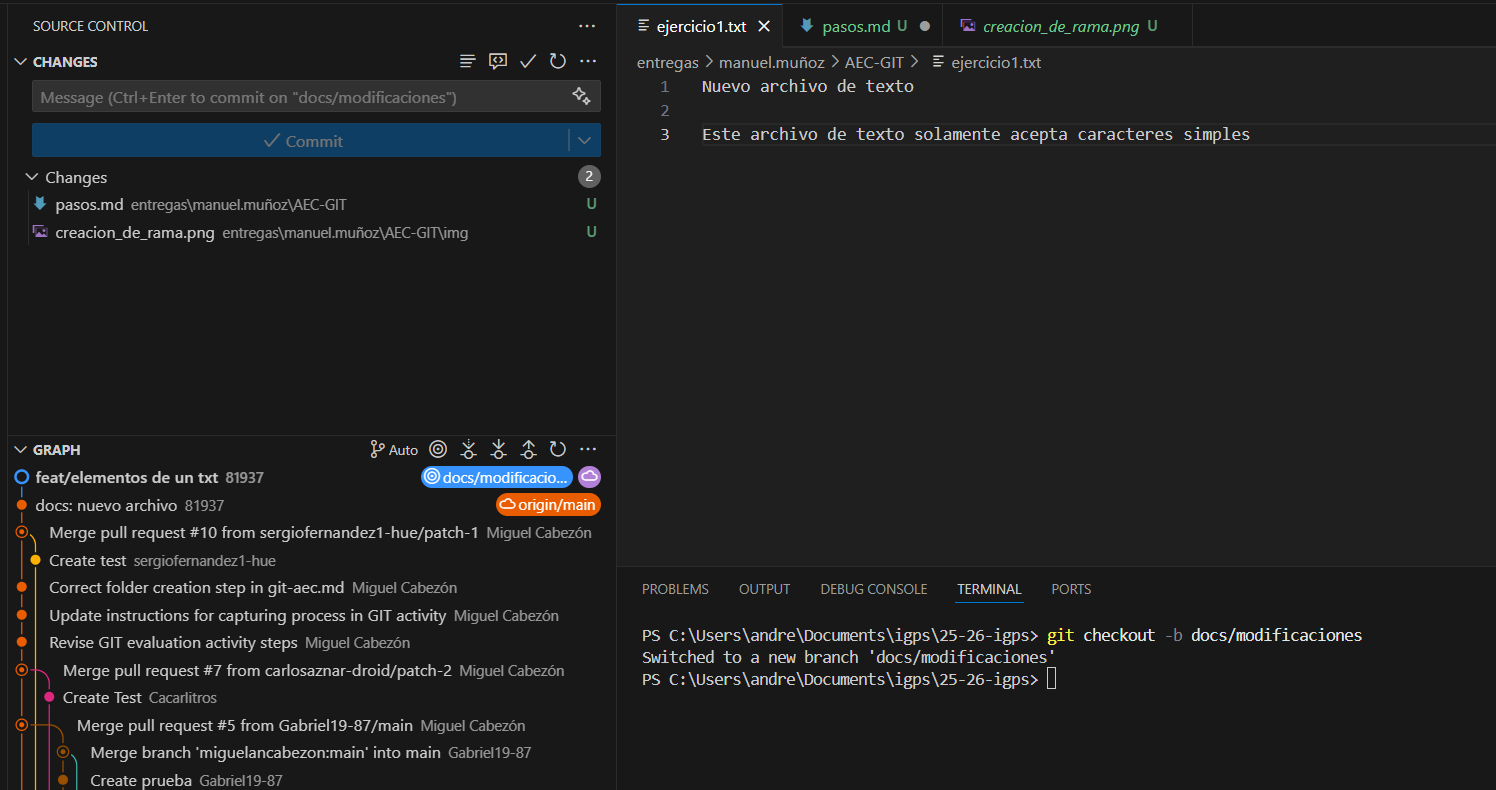 SOURCE CONTROL
CHANGES
Message (Ctrl+Enter to commit on "docs/modificaciones")
Commit
Changes 2
pasos.md entregas\manuel.muñoz\AEC-GIT U
creacion_de_rama.png entregas\manuel.muñoz\AEC-GIT\img U
GRAPH Auto
feat/elementos de un txt 81937 docs/modificacio...
docs: nuevo archivo 81937 origin/main
Merge pull request #10 from sergiofernandez1-hue/patch-1 Miguel Cabezón
Create test sergiofernandez1-hue
Correct folder creation step in git-aec.md Miguel Cabezón
Update instructions for capturing process in GIT activity Miguel Cabezón
Revise GIT evaluation activity steps Miguel Cabezón
Merge pull request #7 from carlosaznar-droid/patch-2 Miguel Cabezón
Create Test Cacarlitros
Merge pull request #5 from Gabriel19-87/main Miguel Cabezón
Merge branch 'miguelancabezon:main' into main Gabriel19-87
Create prueba Gabriel19-87
ejercicio1.txt pasos.md U creacion_de_rama.png U
entregas > manuel.muñoz > AEC-GIT > ejercicio1.txt
1 Nuevo archivo de texto
2
3 Este archivo de texto solamente acepta caracteres simples
PROBLEMS OUTPUT DEBUG CONSOLE TERMINAL PORTS
PS C:\Users\andre\Documents\igps\25-26-igps> git checkout -b docs/modificaciones
Switched to a new branch 'docs/modificaciones'
PS C:\Users\andre\Documents\igps\25-26-igps>